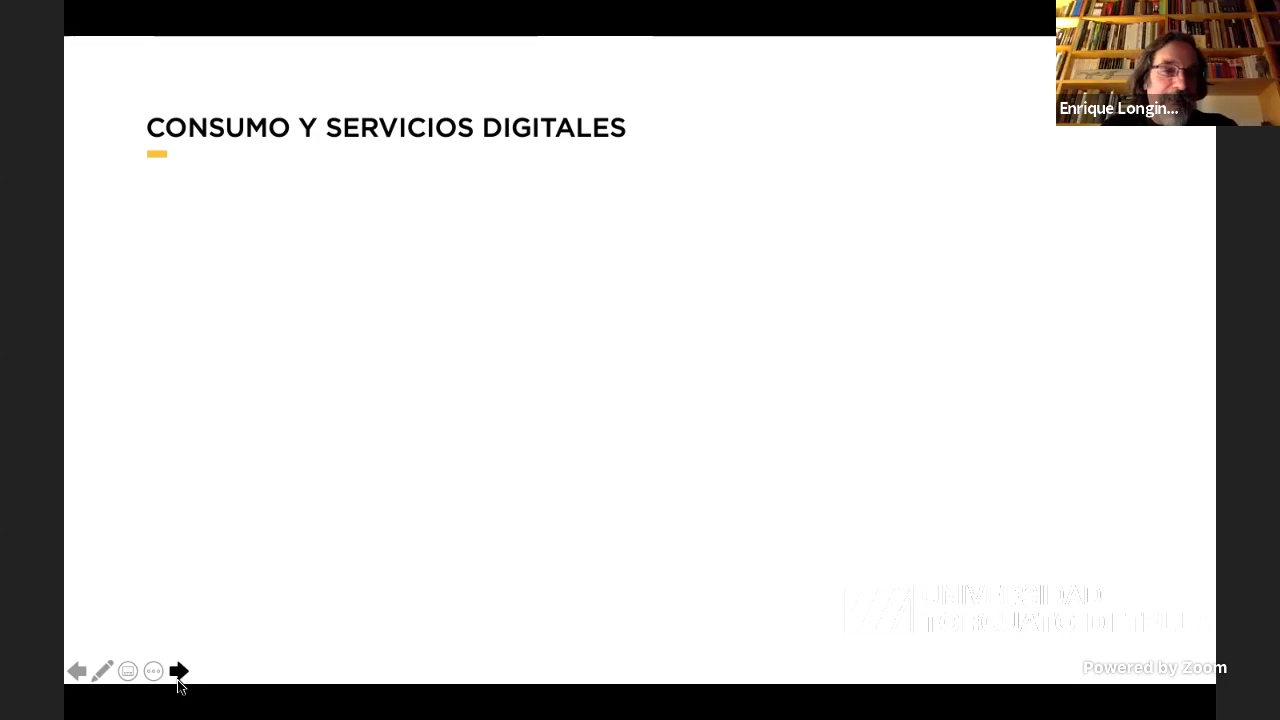 CONSUMO Y SERVICIOS DIGITALES
Enrique Longin...
UNIVERSIDAD
TORCUATO DI TELLA
Powered by Zoom